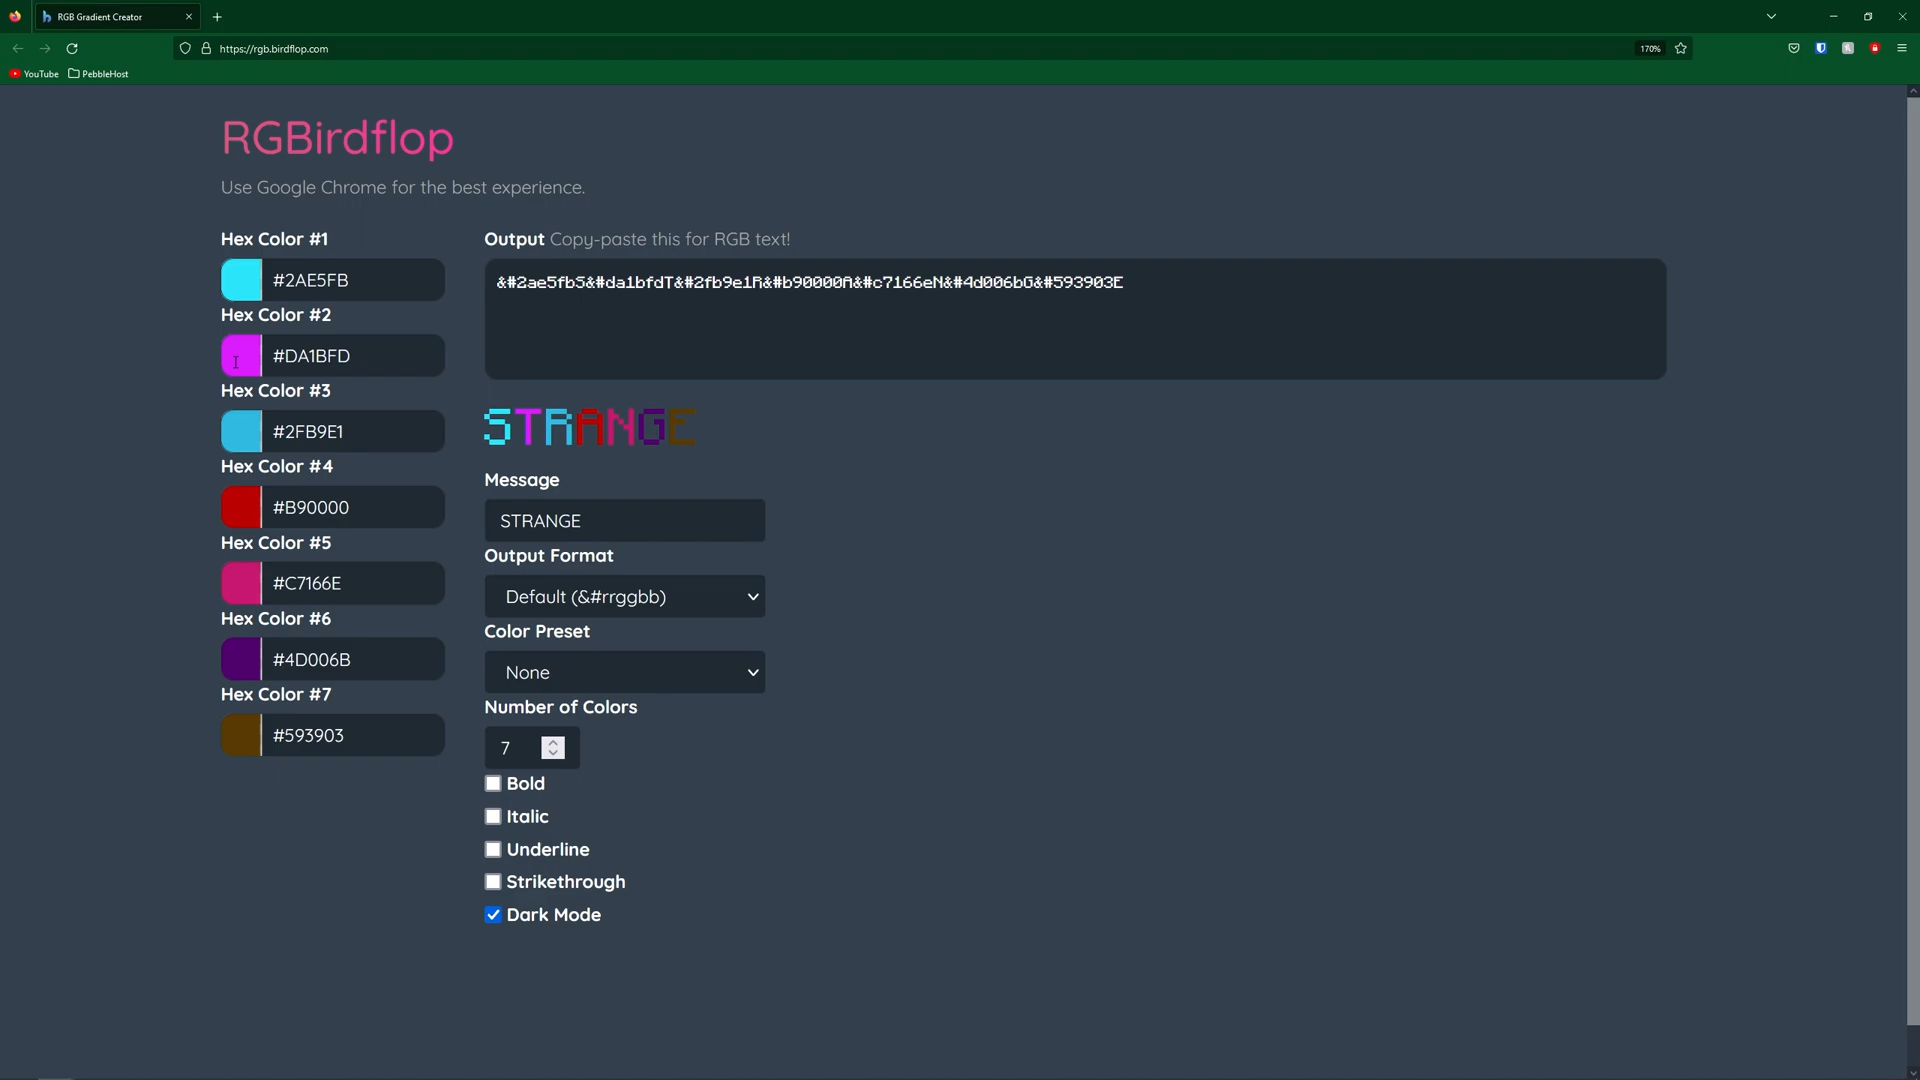 RGB Gradient Creator
https://rgb.birdflop.com
170%
YouTube
PebbleHost
RGBirdflop
Use Google Chrome for the best experience.
Hex Color #1
#2AE5FB
Hex Color #2
#DA1BFD
Hex Color #3
#2FB9E1
Hex Color #4
#B90000
Hex Color #5
#C7166E
Hex Color #6
#4D006B
Hex Color #7
#593903
Output Copy-paste this for RGB text!
&#2ae5fbS&#da1bfdT&#2fb9e1R&#b90000A&#c7166eN&#4d006bG&#593903E
STRANGE
Message
STRANGE
Output Format
Default (&#rrggbb)
Color Preset
None
Number of Colors
7
Bold
Italic
Underline
Strikethrough
Dark Mode